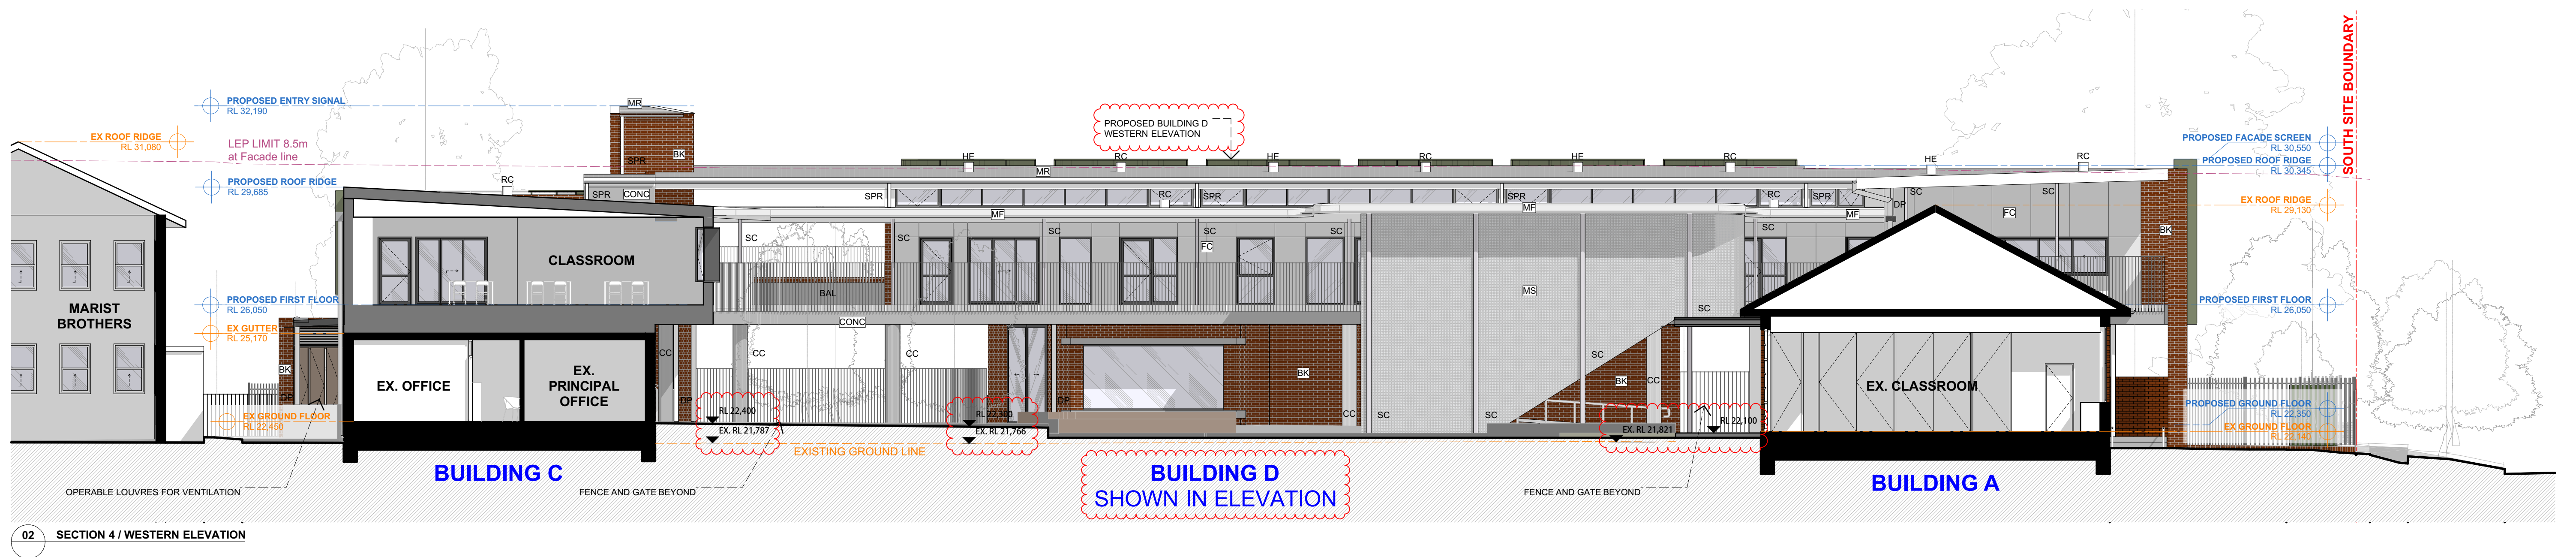 PROPOSED ENTRY SIGNAL
RL 32,190
EX ROOF RIDGE
RL 31,080
LEP LIMIT 8.5m
at Facade line
PROPOSED ROOF RIDGE
RL 29,685
PROPOSED FIRST FLOOR
RL 26,050
EX GUTTER
RL 25,170
EX GROUND FLOOR
RL 22,450
MARIST
BROTHERS
BK
DP
OPERABLE LOUVRES FOR VENTILATION
RC
MR
SPR
BK
SPR
CONC
CLASSROOM
EX. OFFICE
EX.
PRINCIPAL
OFFICE
BUILDING C
SC
BAL
CONC
CC
CC
CC
DP
RL 22,400
EX. RL 21,787
FENCE AND GATE BEYOND
EXISTING GROUND LINE
PROPOSED BUILDING D
WESTERN ELEVATION
HE
RC
HE
RC
HE
RC
MR
SPR
RC
SPR
SPR
RC
SPR
MF
MF
MF
SC
SC
SC
SC
FC
SC
MS
SC
SC
BK
CC
SC
SC
BK
CC
DP
RL 22,300
EX. RL 21,766
EX. RL 21,821
RL 22,100
BUILDING D
SHOWN IN ELEVATION
FENCE AND GATE BEYOND
HE
RC
DP
SC
SC
FC
BK
EX. CLASSROOM
BUILDING A
SOUTH SITE BOUNDARY
PROPOSED FACADE SCREEN
RL 30,550
PROPOSED ROOF RIDGE
RL 30,345
EX ROOF RIDGE
RL 29,130
PROPOSED FIRST FLOOR
RL 26,050
PROPOSED GROUND FLOOR
RL 22,350
EX GROUND FLOOR
RL 22,140
02
SECTION 4 / WESTERN ELEVATION